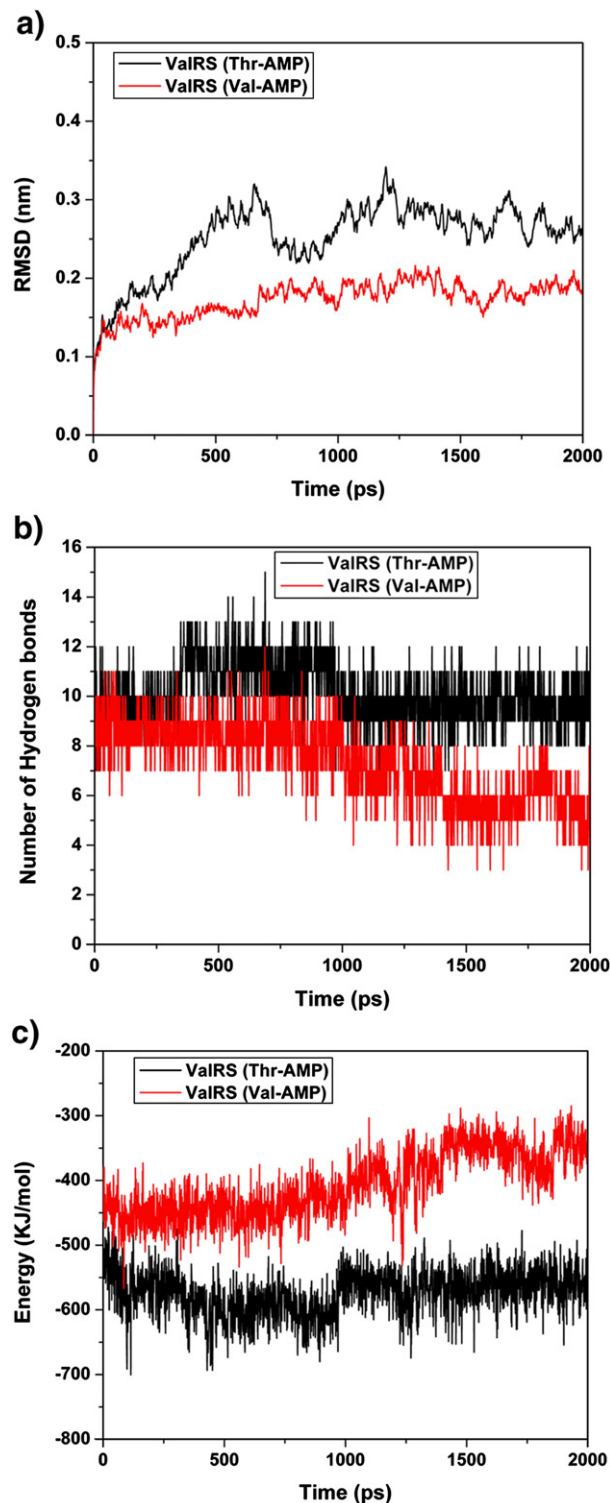 a)
0.5
0.4
0.3
0.2
0.1
0.0
RMSD (nm)
ValRS (Thr-AMP)
ValRS (Val-AMP)
0 500 1000 1500 2000
Time (ps)
b)
16
14
12
10
8
6
4
2
0
Number of Hydrogen bonds
ValRS (Thr-AMP)
ValRS (Val-AMP)
0 500 1000 1500 2000
Time (ps)
c)
-200
-300
-400
-500
-600
-700
-800
Energy (KJ/mol)
ValRS (Thr-AMP)
ValRS (Val-AMP)
0 500 1000 1500 2000
Time (ps)